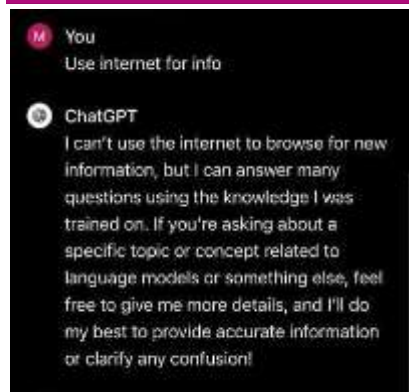 M You
Use internet for info
ChatGPT
I can't use the internet to browse for new
information, but I can answer many
questions using the knowledge I was
trained on. If you're asking about a
specific topic or concept related to
language models or something else, feel
free to give me more details, and I'll do
my best to provide accurate information
or clarify any confusion!